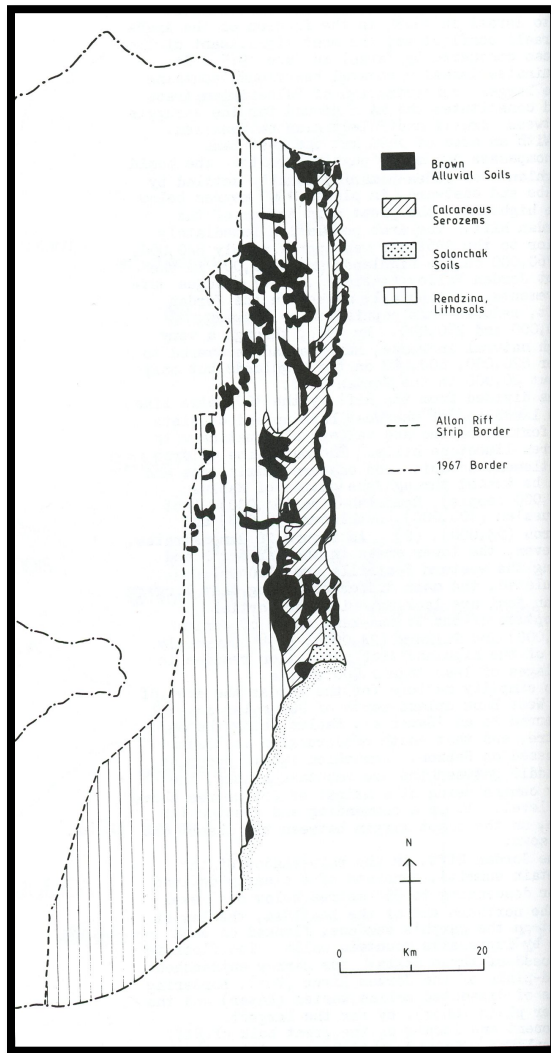 Brown
Alluvial Soils
Calcareous
Serozems
Solonchak
Soils
Rendzina,
Lithosols
Allon Rift
Strip Border
1967 Border
N
0 Km 20